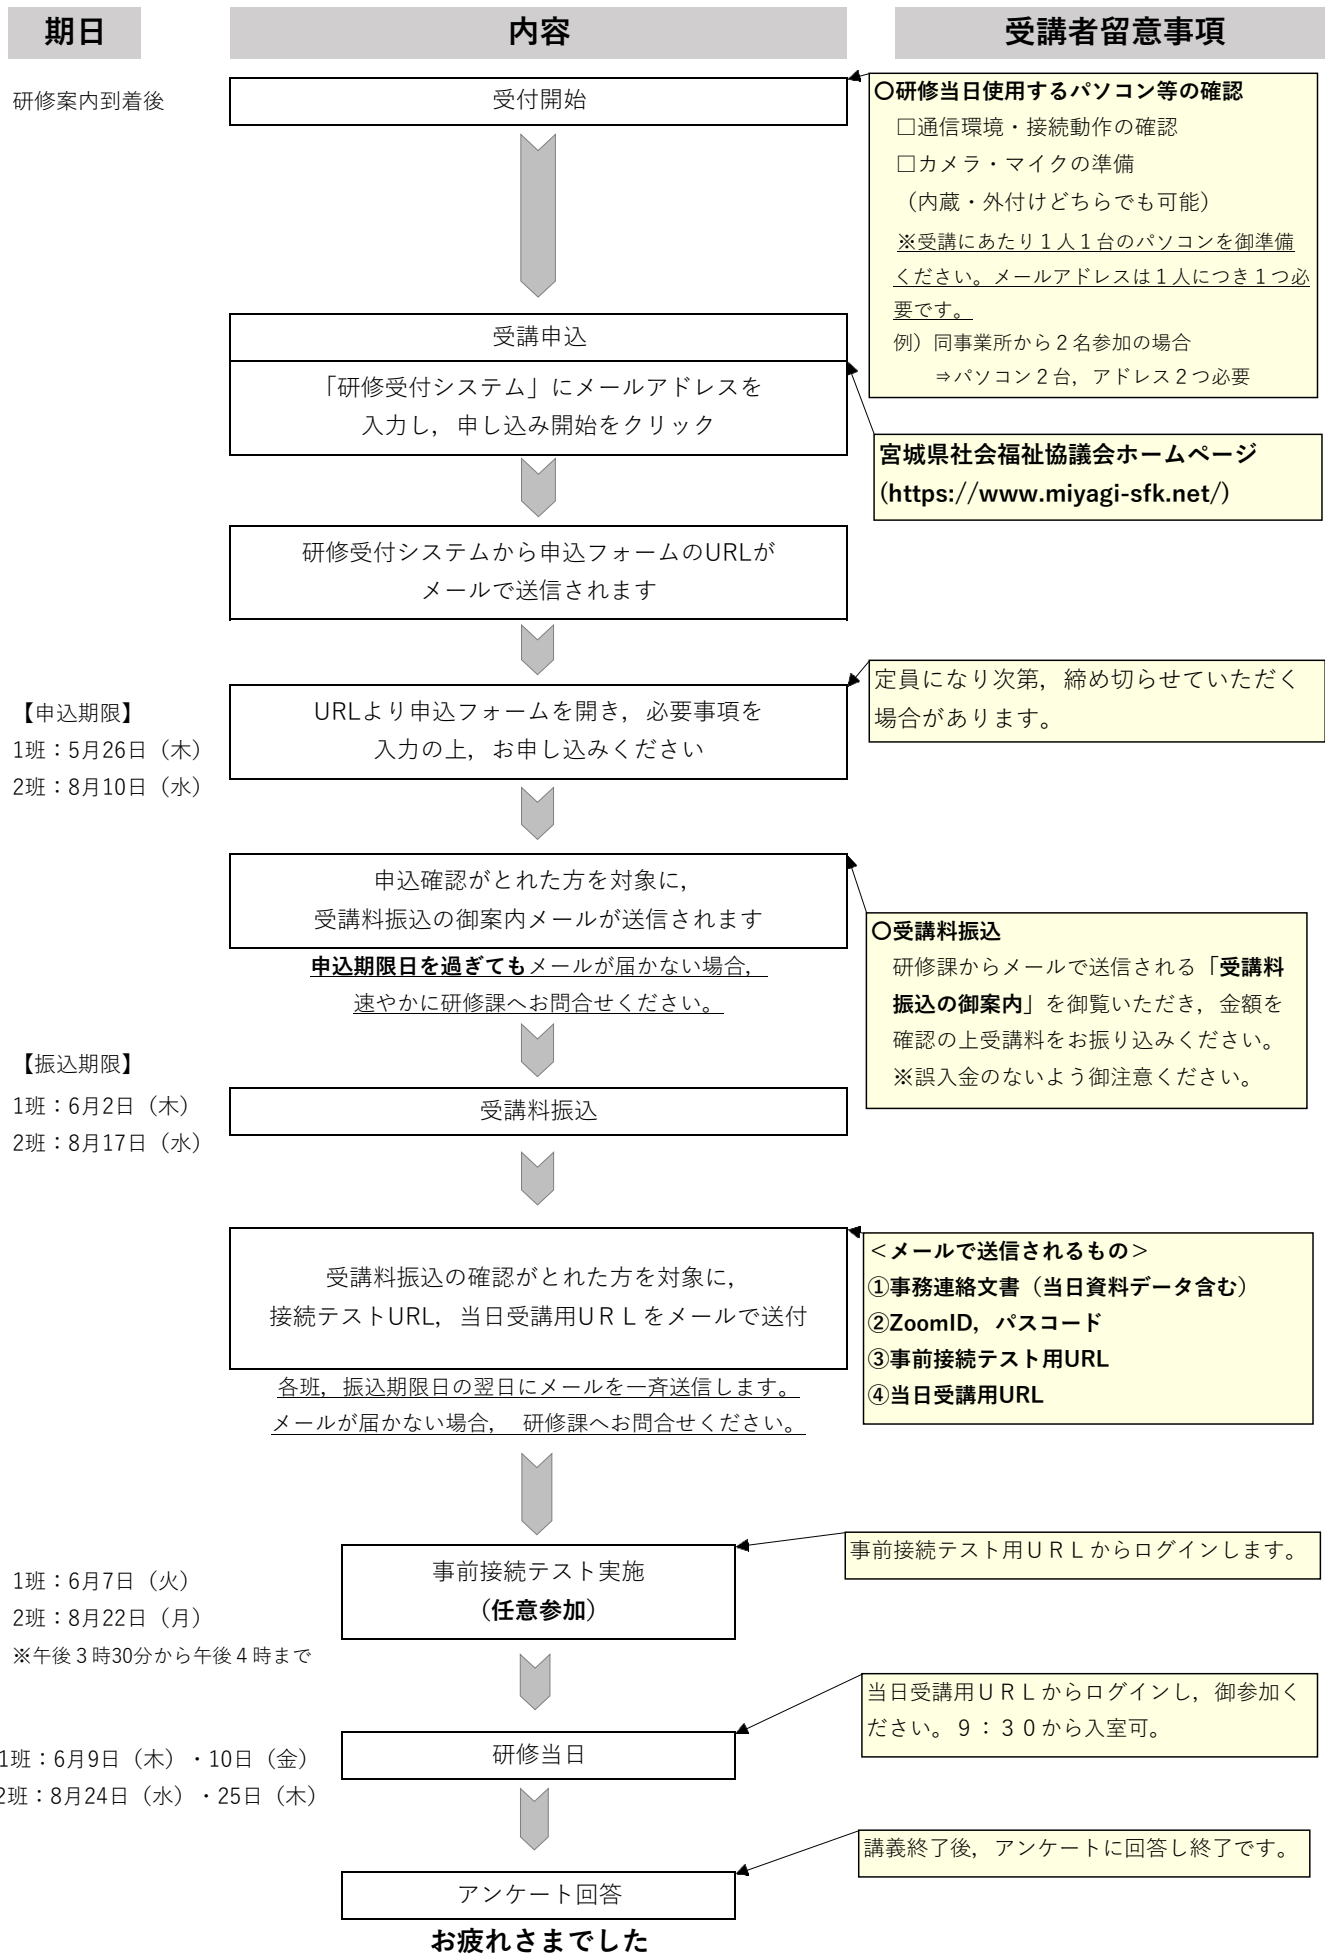 期日
内容
受講者留意事項
研修案内到着後
受付開始
〇研修当日使用するパソコン等の確認
□通信環境・接続動作の確認
□カメラ・マイクの準備
（内蔵・外付けどちらでも可能）
※受講にあたり１人１台のパソコンを御準備
ください。メールアドレスは１人につき１つ必
要です。
例）同事業所から２名参加の場合
⇒パソコン２台，アドレス２つ必要
受講申込
「研修受付システム」にメールアドレスを
入力し，申し込み開始をクリック
宮城県社会福祉協議会ホームページ
(https://www.miyagi-sfk.net/)
研修受付システムから申込フォームのURLが
メールで送信されます
【申込期限】
1班：5月26日（木）
2班：8月10日（水）
URLより申込フォームを開き，必要事項を
入力の上，お申し込みください
定員になり次第，締め切らせていただく
場合があります。
申込確認がとれた方を対象に，
受講料振込の御案内メールが送信されます
申込期限日を過ぎてもメールが届かない場合，
速やかに研修課へお問合せください。
〇受講料振込
研修課からメールで送信される「受講料
振込の御案内」を御覧いただき，金額を
確認の上受講料をお振り込みください。
※誤入金のないよう御注意ください。
【振込期限】
1班：6月2日（木）
2班：8月17日（水）
受講料振込
受講料振込の確認がとれた方を対象に，
接続テストURL，当日受講用ＵＲＬをメールで送付
各班，振込期限日の翌日にメールを一斉送信します。
メールが届かない場合，　研修課へお問合せください。
＜メールで送信されるもの＞
①事務連絡文書（当日資料データ含む）
②ZoomID，パスコード
③事前接続テスト用URL
④当日受講用URL
1班：6月7日（火）
2班：8月22日（月）
※午後３時30分から午後４時まで
事前接続テスト実施
（任意参加）
事前接続テスト用ＵＲＬからログインします。
1班：6月9日（木）・10日（金）
2班：8月24日（水）・25日（木）
研修当日
当日受講用ＵＲＬからログインし，御参加く
ださい。９：３０から入室可。
アンケート回答
講義終了後，アンケートに回答し終了です。
お疲れさまでした